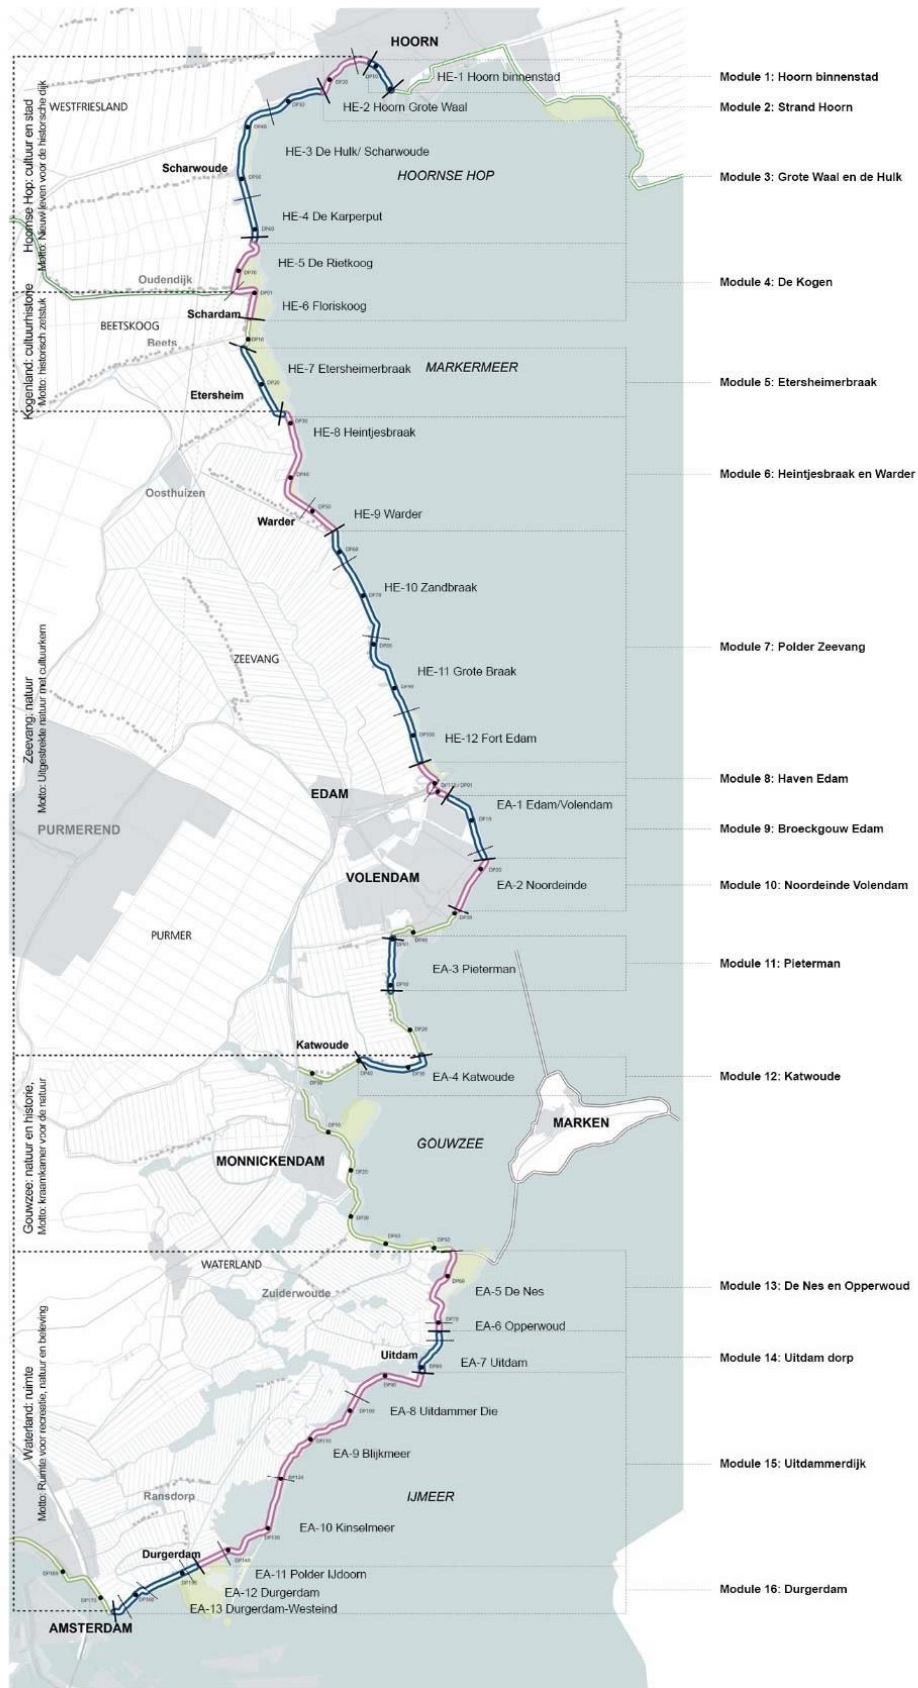 HOORN
HE-1 Hoorn binnenstad
Module 1: Hoorn binnenstad
WESTFRIESLAND
HE-2 Hoorn Grote Waal
Module 2: Strand Hoorn
HE-3 De Hulk/ Scharwoude
Scharwoude
HOORNSE HOP
Module 3: Grote Waal en de Hulk
HE-4 De Karperput
Hoornse Hop: cultuur en stad
Motto: Nieuw leven voor de historische dijk
HE-5 De Rietkoog
Oudendijk
Module 4: De Kogen
HE-6 Floriskoog
Schardam
BEETSKOOG
Beets
HE-7 Etersheimerbraak
MARKERMEER
Module 5: Etersheimerbraak
Etersheim
Kogenland: cultuurhistorie
Motto: historisch zetstuk
HE-8 Heintjesbraak
Module 6: Heintjesbraak en Warder
Oosthuizen
HE-9 Warder
Warder
HE-10 Zandbraak
ZEEVANG
Module 7: Polder Zeevang
HE-11 Grote Braak
Zeevang: natuur
Motto: Uitgestrekte natuur met cultuurkern
HE-12 Fort Edam
Module 8: Haven Edam
EDAM
EA-1 Edam/Volendam
PURMEREND
Module 9: Broeckgouw Edam
VOLENDAM
EA-2 Noordeinde
Module 10: Noordeinde Volendam
PURMER
EA-3 Pieterman
Module 11: Pieterman
Katwoude
EA-4 Katwoude
Module 12: Katwoude
MARKEN
GOUWZEE
MONNICKENDAM
Gouwzee: natuur en historie,
Motto: kraamkamer voor de natuur
WATERLAND
Zuiderwoude
EA-5 De Nes
Module 13: De Nes en Opperwoud
EA-6 Opperwoud
Uitdam
EA-7 Uitdam
Module 14: Uitdam dorp
EA-8 Uitdammer Die
Waterland: ruimte
Motto: Ruimte voor recreatie, natuur en beleving
EA-9 Blijkmeer
Module 15: Uitdammerdijk
Ransdorp
IJMEER
EA-10 Kinselmeer
Durgerdam
EA-11 Polder IJdoorn
EA-12 Durgerdam
Module 16: Durgerdam
EA-13 Durgerdam-Westeind
AMSTERDAM